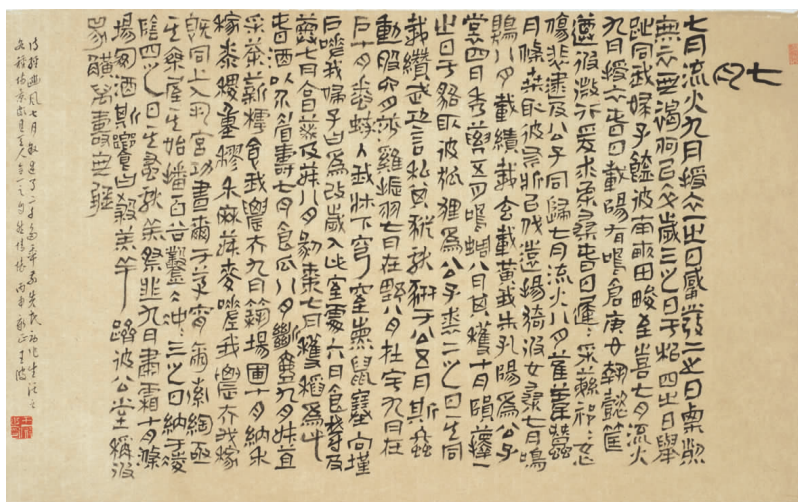 七月
七月流火九月授衣一之日觱發二之日栗烈
無衣無褐何以卒歲三之日于耜四之日舉
趾同我婦子饁彼南畝田畯至喜七月流火
九月授衣春日載陽有鳴倉庚女執懿筐
遵彼微行爰求柔桑春日遲〻采蘩祁〻女心
傷悲殆及公子同歸七月流火八月萑葦蠶
月條桑取彼斧斨以伐遠揚猗彼女桑七月鳴
鵙八月載績載玄載黃我朱孔陽為公子
裳四月秀葽五月鳴蜩八月其穫十月隕蘀一
之日于貉取彼狐狸為公子裘二之日其同
載纘武功言私其豵獻豜于公五月斯螽
動股六月莎雞振羽七月在野八月在宇九月在
戶十月蟋蟀入我牀下穹窒熏鼠塞向墐
戶嗟我婦子曰為改歲入此室處六月食鬱及
薁七月亨葵及菽八月剝棗十月穫稻為此
春酒以介眉壽七月食瓜八月斷壺九月叔苴
采荼薪樗食我農夫九月築場圃十月納禾
稼黍稷重穋禾麻菽麥嗟我農夫我稼
既同上入執宮功晝爾于茅宵爾索綯亟
其乘屋其始播百谷鑿冰沖〻三之日納于凌
陰四之日其蚤獻羔祭韭九月肅霜十月滌
場朋酒斯饗曰殺羔羊躋彼公堂稱彼
兕觥萬壽無疆
詩經豳風七月
丙申